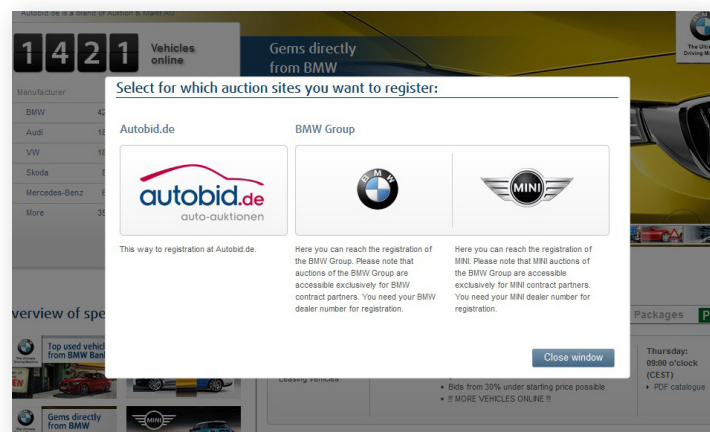 Autobid.de is a brand of Auktion & Markt AG
1421 Vehicles online
Gems directly
from BMW
Manufacturer
BMW
Audi
VW
Skoda
Mercedes-Benz
More
Select for which auction sites you want to register:
Autobid.de
BMW Group
autobid.de
auto-auktionen
BMW
MINI
This way to registration at Autobid.de.
Here you can reach the registration of
the BMW Group. Please note that
auctions of the BMW Group are
accessible exclusively for BMW
contract partners. You need your BMW
dealer number for registration.
Here you can reach the registration of
MINI. Please note that MINI auctions of
the BMW Group are accessible
exclusively for MINI contract partners.
You need your MINI dealer number for
registration.
Close window
verview of spe
Packages
Top used vehicl
from BMW Bank
Gems directly
from BMW
MINI
Leasing vehicles
• Bids from 30% under starting price possible
• !! MORE VEHICLES ONLINE !!
Thursday:
09:00 o'clock
(CEST)
PDF catalogue